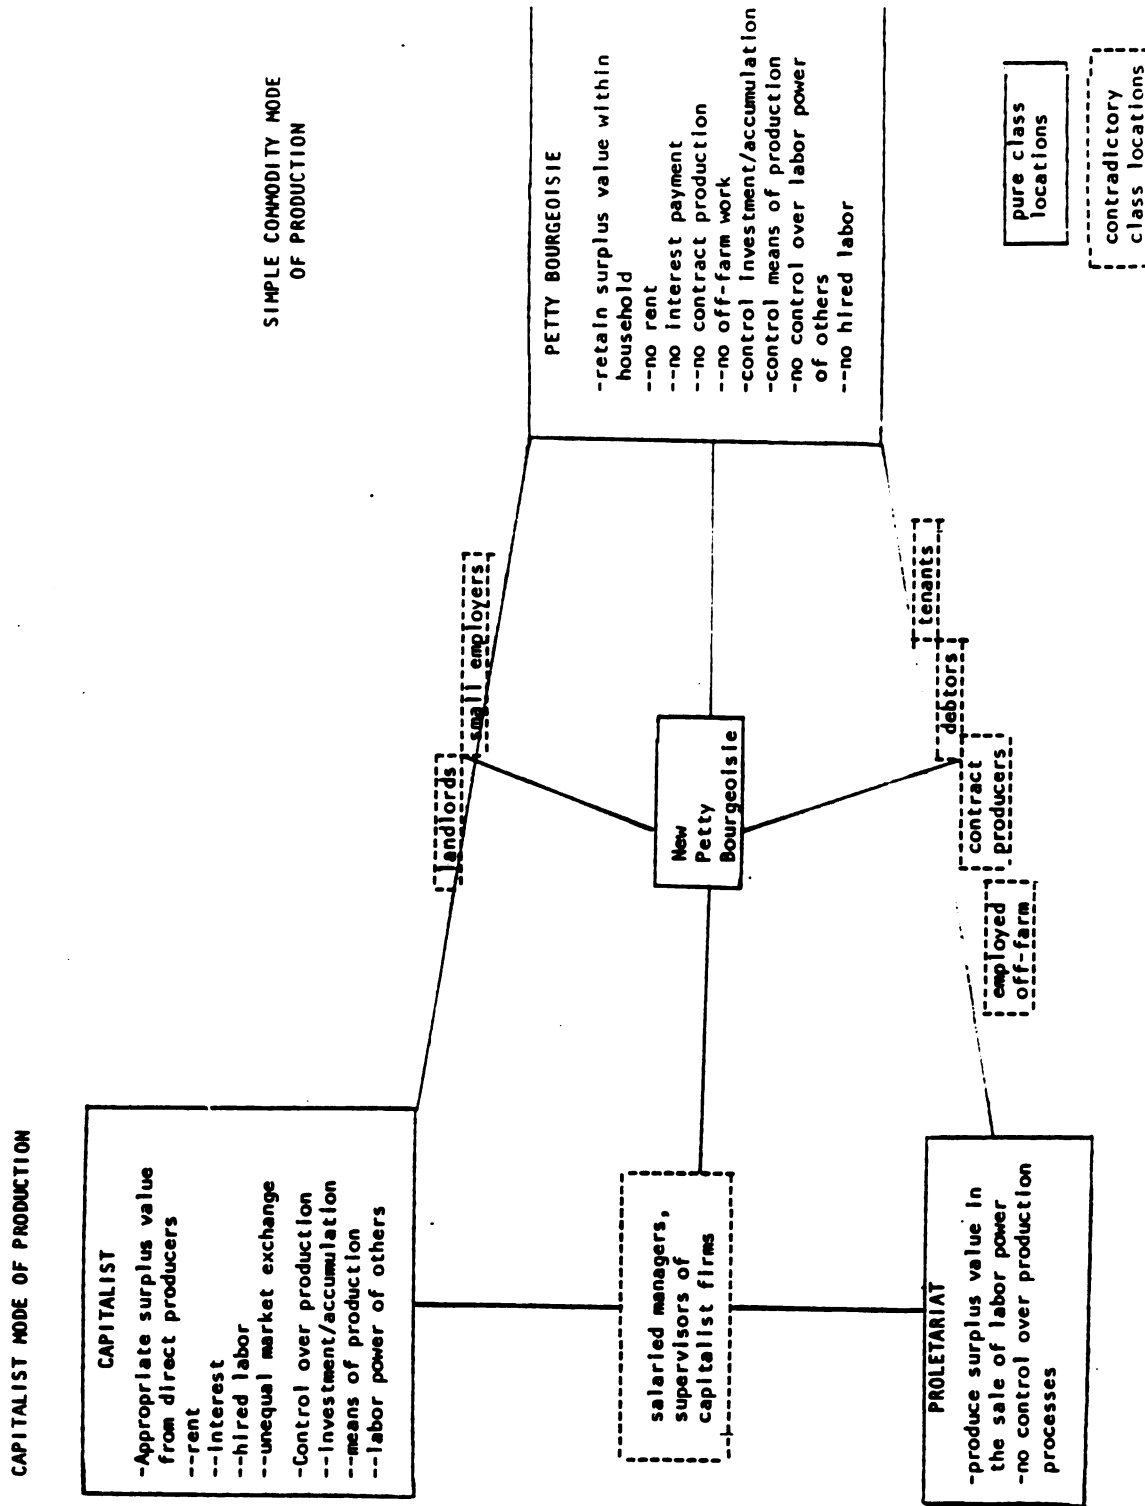 CAPITALIST MODE OF PRODUCTION
SIMPLE COMMODITY MODE
OF PRODUCTION
CAPITALIST
-Appropriate surplus value
from direct producers
--rent
--interest
--hired labor
--unequal market exchange
-Control over production
--investment/accumulation
--means of production
--labor power of others
landlords
small employers
PETTY BOURGEOISIE
-retain surplus value within
household
--no rent
--no interest payment
--no contract production
--no off-farm work
-control investment/accumulation
-control means of production
-no control over labor power
of others
--no hired labor
salaried managers,
supervisors of
capitalist firms
New
Petty
Bourgeoisie
PROLETARIAT
-produce surplus value in
the sale of labor power
-no control over production
processes
employed
off-farm
contract
producers
debtors
tenants
pure class
locations
contradictory
class locations